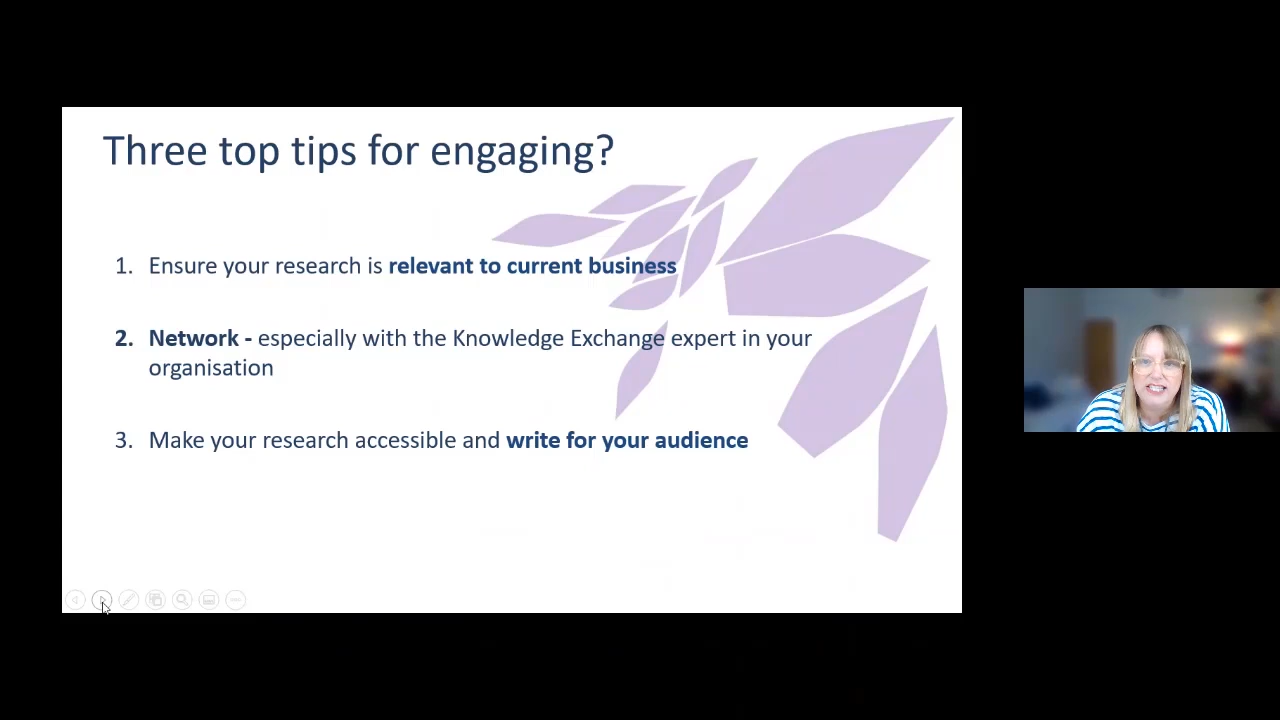 Three top tips for engaging?
1. Ensure your research is relevant to current business
2. Network - especially with the Knowledge Exchange expert in your
organisation
3. Make your research accessible and write for your audience